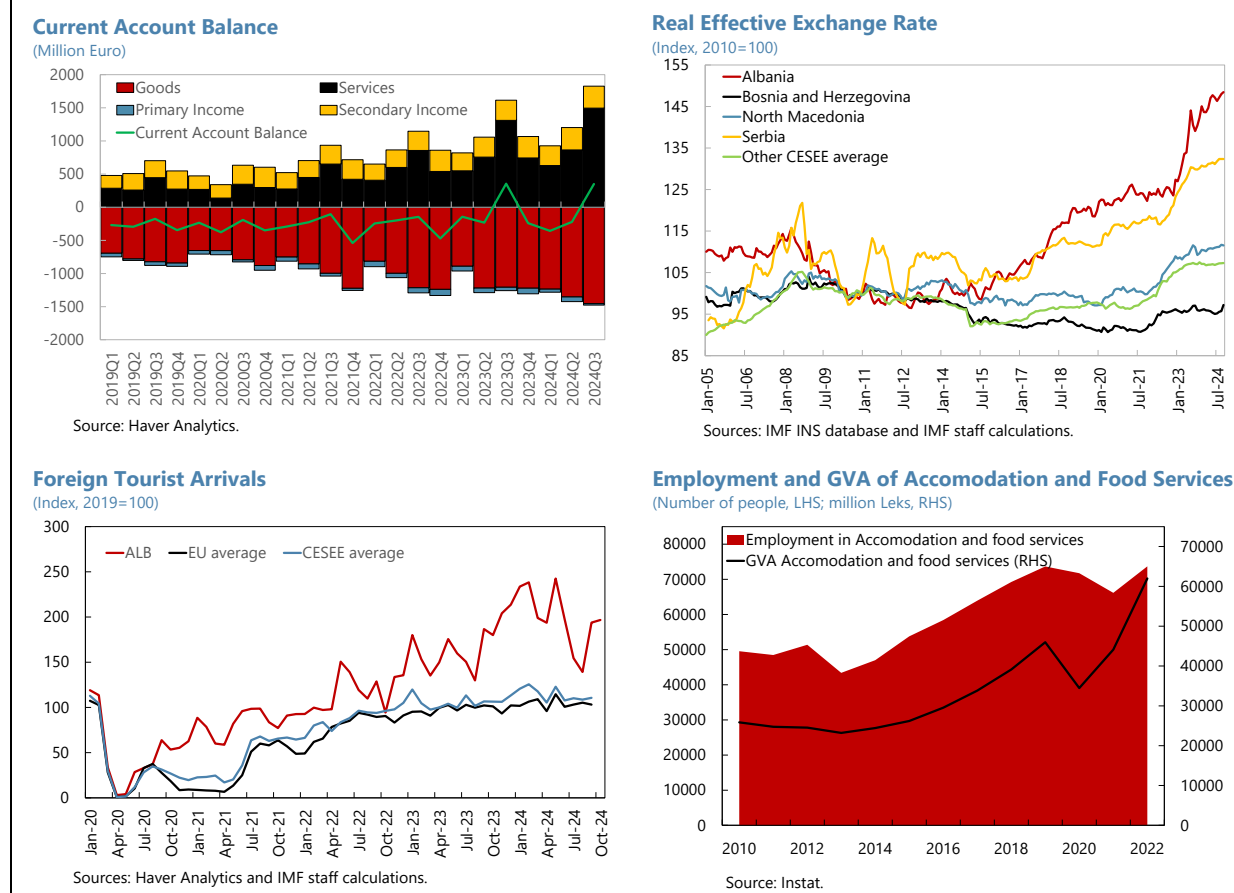 Current Account Balance
(Million Euro)
2000
1500
1000
500
0
-500
-1000
-1500
-2000
Goods
Services
Primary Income
Secondary Income
Current Account Balance
2019Q1
2019Q2
2019Q3
2019Q4
2020Q1
2020Q2
2020Q3
2020Q4
2021Q1
2021Q2
2021Q3
2021Q4
2022Q1
2022Q2
2022Q3
2022Q4
2023Q1
2023Q2
2023Q3
2023Q4
2024Q1
2024Q2
2024Q3
Source: Haver Analytics.
Real Effective Exchange Rate
(Index, 2010=100)
155
145
135
125
115
105
95
85
Albania
Bosnia and Herzegovina
North Macedonia
Serbia
Other CESEE average
Jan-05
Jul-06
Jan-08
Jul-09
Jan-11
Jul-12
Jan-14
Jul-15
Jan-17
Jul-18
Jan-20
Jul-21
Jan-23
Jul-24
Sources: IMF INS database and IMF staff calculations.
Foreign Tourist Arrivals
(Index, 2019=100)
300
250
200
150
100
50
0
ALB
EU average
CESEE average
Jan-20
Apr-20
Jul-20
Oct-20
Jan-21
Apr-21
Jul-21
Oct-21
Jan-22
Apr-22
Jul-22
Oct-22
Jan-23
Apr-23
Jul-23
Oct-23
Jan-24
Apr-24
Jul-24
Oct-24
Sources: Haver Analytics and IMF staff calculations.
Employment and GVA of Accomodation and Food Services
(Number of people, LHS; million Leks, RHS)
80000
70000
60000
50000
40000
30000
20000
10000
0
Employment in Accomodation and food services
GVA Accomodation and food services (RHS)
70000
60000
50000
40000
30000
20000
10000
0
2010
2012
2014
2016
2018
2020
2022
Source: Instat.